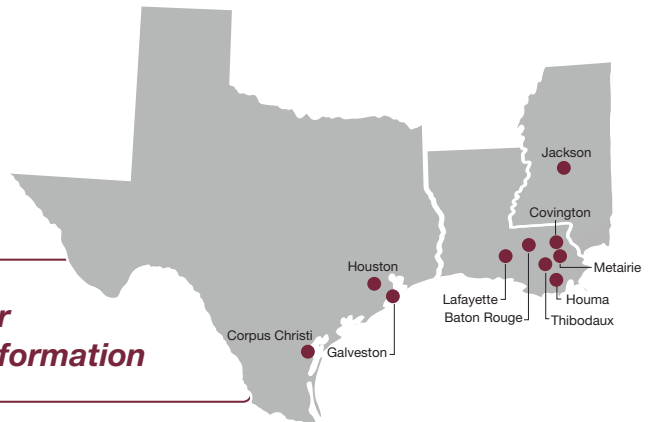 Jackson
Covington
Metairie
Houston
Lafayette
Houma
Baton Rouge
Thibodaux
Corpus Christi
Galveston
formation